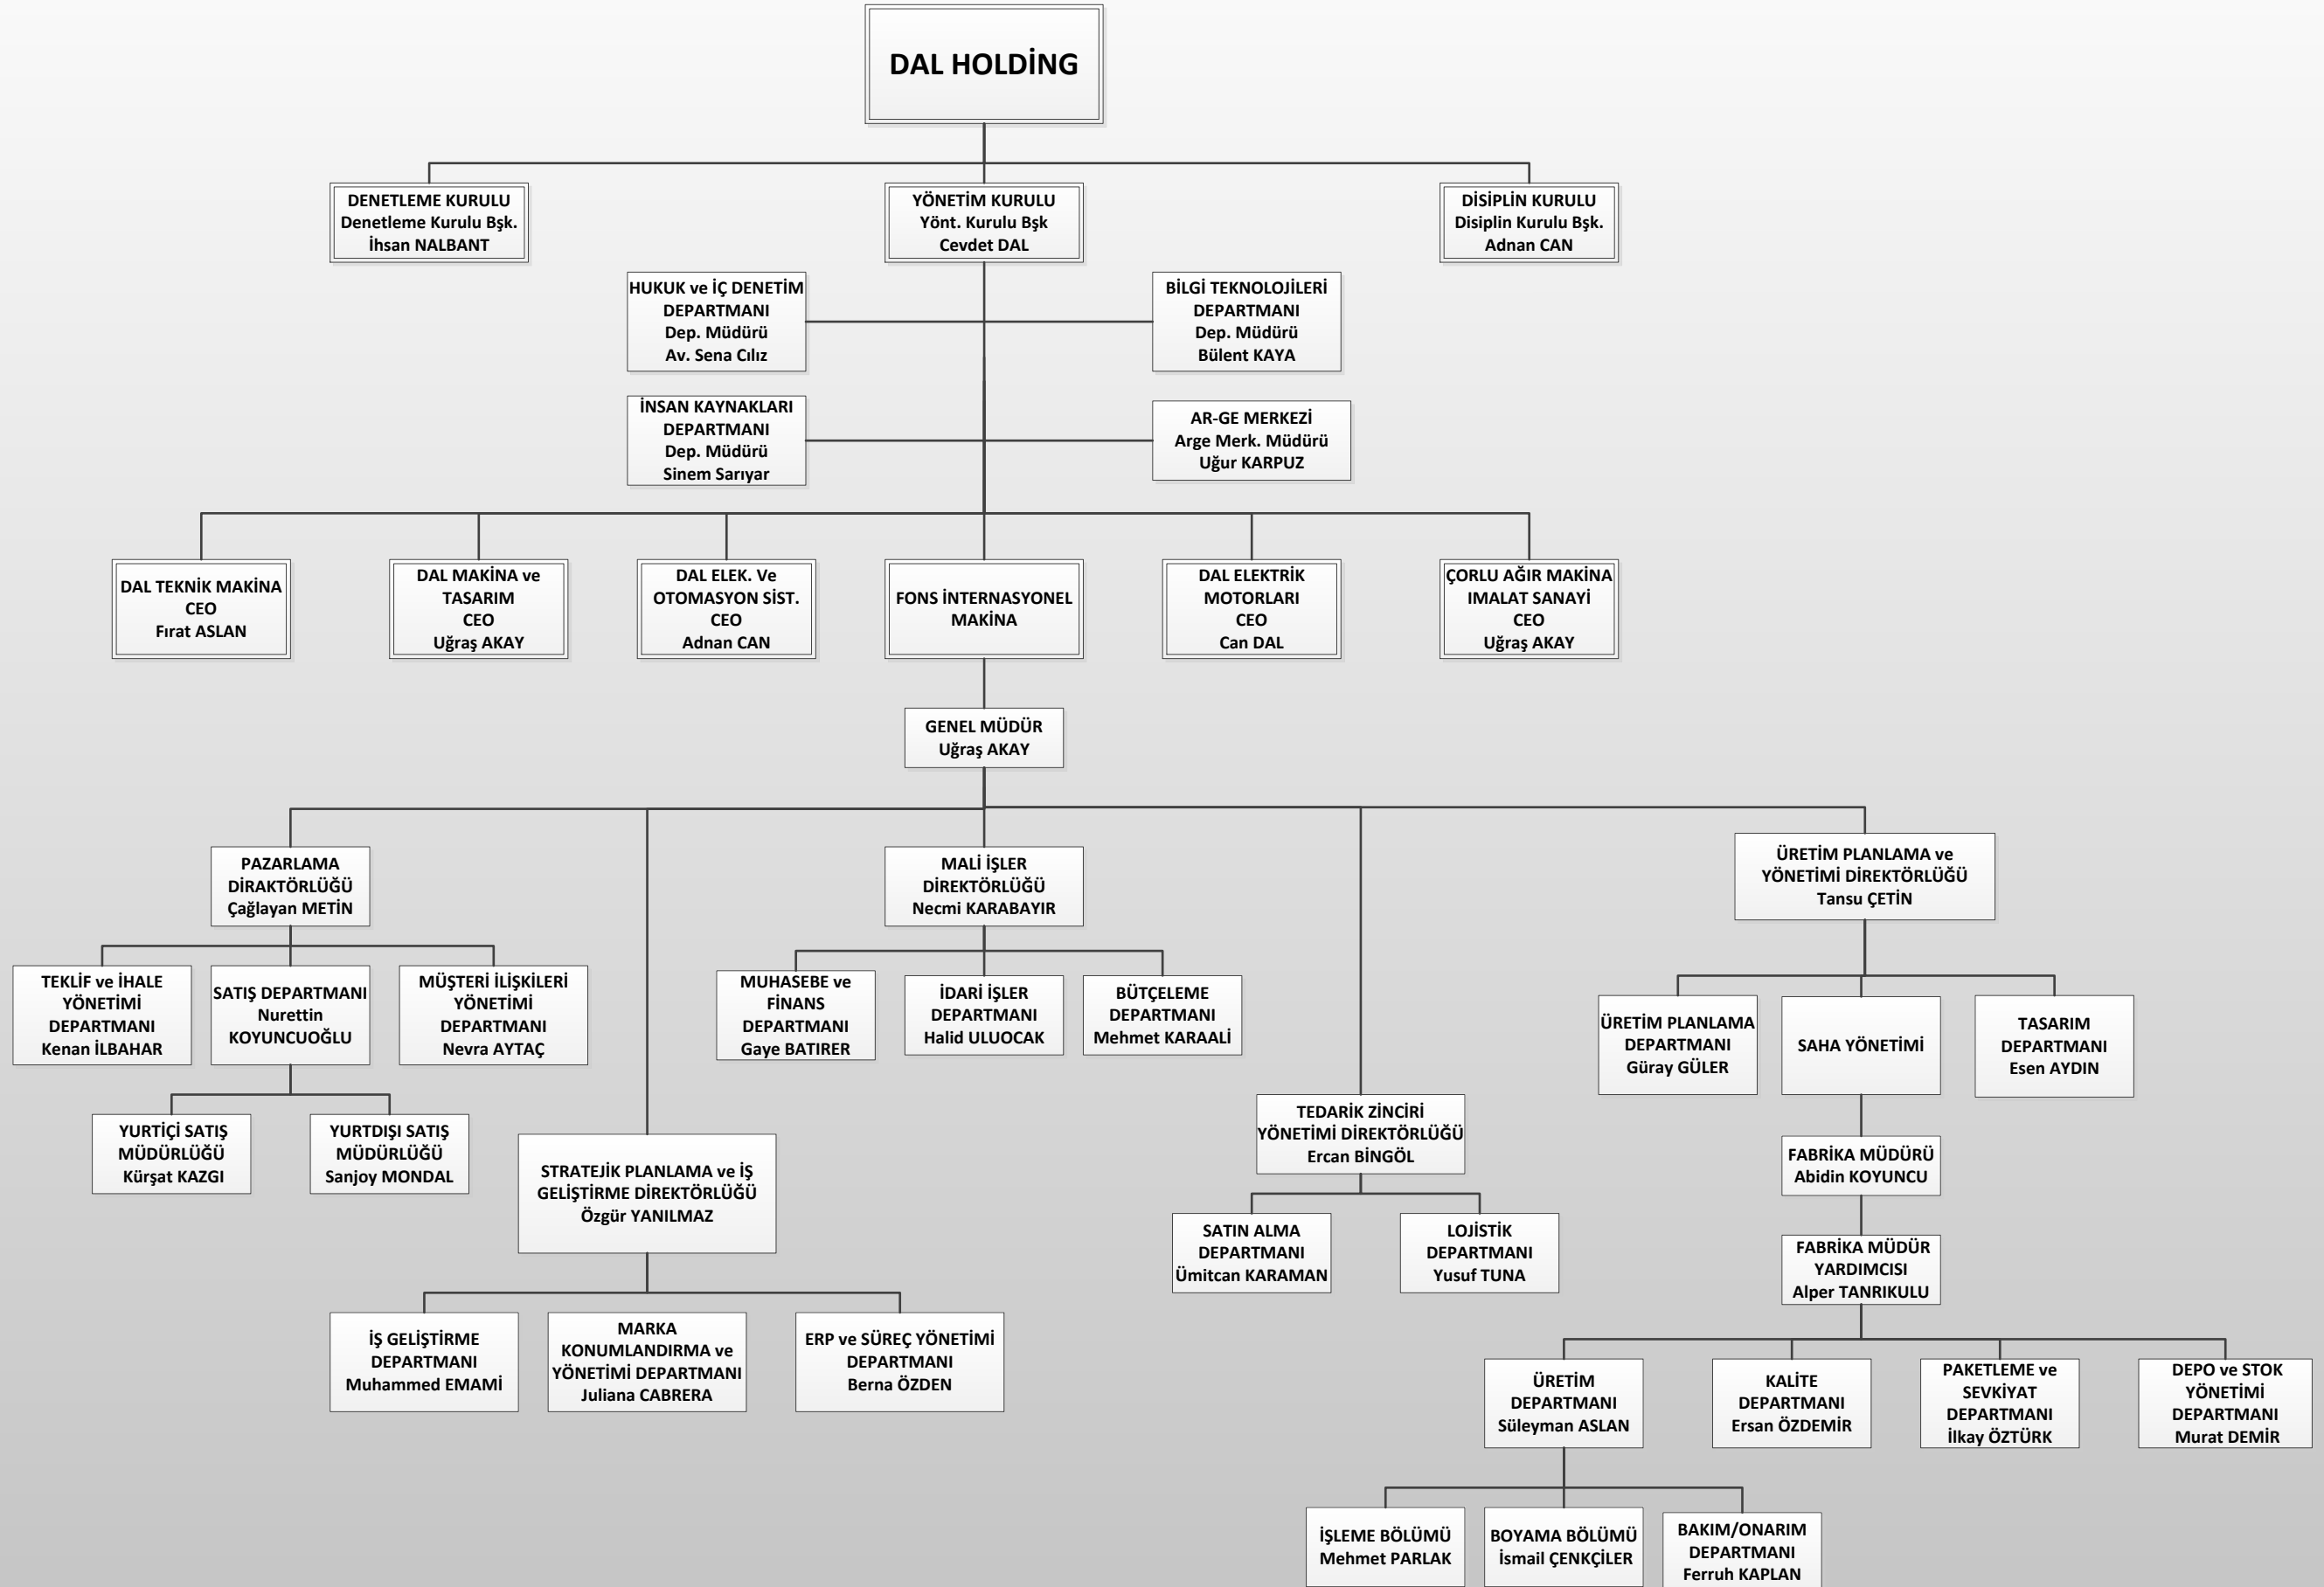 DAL HOLDİNG
DENETLEME KURULU
Denetleme Kurulu Bşk.
İhsan NALBANT
YÖNETİM KURULU
Yönt. Kurulu Bşk
Cevdet DAL
DİSİPLİN KURULU
Disiplin Kurulu Bşk.
Adnan CAN
HUKUK ve İÇ DENETİM
DEPARTMANI
Dep. Müdürü
Av. Sena Cılız
BİLGİ TEKNOLOJİLERİ
DEPARTMANI
Dep. Müdürü
Bülent KAYA
İNSAN KAYNAKLARI
DEPARTMANI
Dep. Müdürü
Sinem Sarıyar
AR-GE MERKEZİ
Arge Merk. Müdürü
Uğur KARPUZ
DAL TEKNİK MAKİNA
CEO
Fırat ASLAN
DAL MAKİNA ve
TASARIM
CEO
Uğraş AKAY
DAL ELEK. Ve
OTOMASYON SİST.
CEO
Adnan CAN
FONS İNTERNASYONEL
MAKİNA
DAL ELEKTRİK
MOTORLARI
CEO
Can DAL
ÇORLU AĞIR MAKİNA
IMALAT SANAYİ
CEO
Uğraş AKAY
GENEL MÜDÜR
Uğraş AKAY
PAZARLAMA
DİRAKTÖRLÜĞÜ
Çağlayan METİN
MALİ İŞLER
DİREKTÖRLÜĞÜ
Necmi KARABAYIR
ÜRETİM PLANLAMA ve
YÖNETİMİ DİREKTÖRLÜĞÜ
Tansu ÇETİN
TEKLİF ve İHALE
YÖNETİMİ
DEPARTMANI
Kenan İLBAHAR
SATIŞ DEPARTMANI
Nurettin
KOYUNCUOĞLU
MÜŞTERİ İLİŞKİLERİ
YÖNETİMİ
DEPARTMANI
Nevra AYTAÇ
MUHASEBE ve
FİNANS
DEPARTMANI
Gaye BATIRER
İDARİ İŞLER
DEPARTMANI
Halid ULUOCAK
BÜTÇELEME
DEPARTMANI
Mehmet KARAALİ
ÜRETİM PLANLAMA
DEPARTMANI
Güray GÜLER
SAHA YÖNETİMİ
TASARIM
DEPARTMANI
Esen AYDIN
YURTİÇİ SATIŞ
MÜDÜRLÜĞÜ
Kürşat KAZGI
YURTDIŞI SATIŞ
MÜDÜRLÜĞÜ
Sanjoy MONDAL
STRATEJİK PLANLAMA ve İŞ
GELİŞTİRME DİREKTÖRLÜĞÜ
Özgür YANILMAZ
TEDARİK ZİNCİRİ
YÖNETİMİ DİREKTÖRLÜĞÜ
Ercan BİNGÖL
FABRİKA MÜDÜRÜ
Abidin KOYUNCU
SATIN ALMA
DEPARTMANI
Ümitcan KARAMAN
LOJİSTİK
DEPARTMANI
Yusuf TUNA
FABRİKA MÜDÜR
YARDIMCISI
Alper TANRIKULU
İŞ GELİŞTİRME
DEPARTMANI
Muhammed EMAMİ
MARKA
KONUMLANDIRMA ve
YÖNETİMİ DEPARTMANI
Juliana CABRERA
ERP ve SÜREÇ YÖNETİMİ
DEPARTMANI
Berna ÖZDEN
ÜRETİM
DEPARTMANI
Süleyman ASLAN
KALİTE
DEPARTMANI
Ersan ÖZDEMİR
PAKETLEME ve
SEVKİYAT
DEPARTMANI
İlkay ÖZTÜRK
DEPO ve STOK
YÖNETİMİ
DEPARTMANI
Murat DEMİR
İŞLEME BÖLÜMÜ
Mehmet PARLAK
BOYAMA BÖLÜMÜ
İsmail ÇENKÇİLER
BAKIM/ONARIM
DEPARTMANI
Ferruh KAPLAN